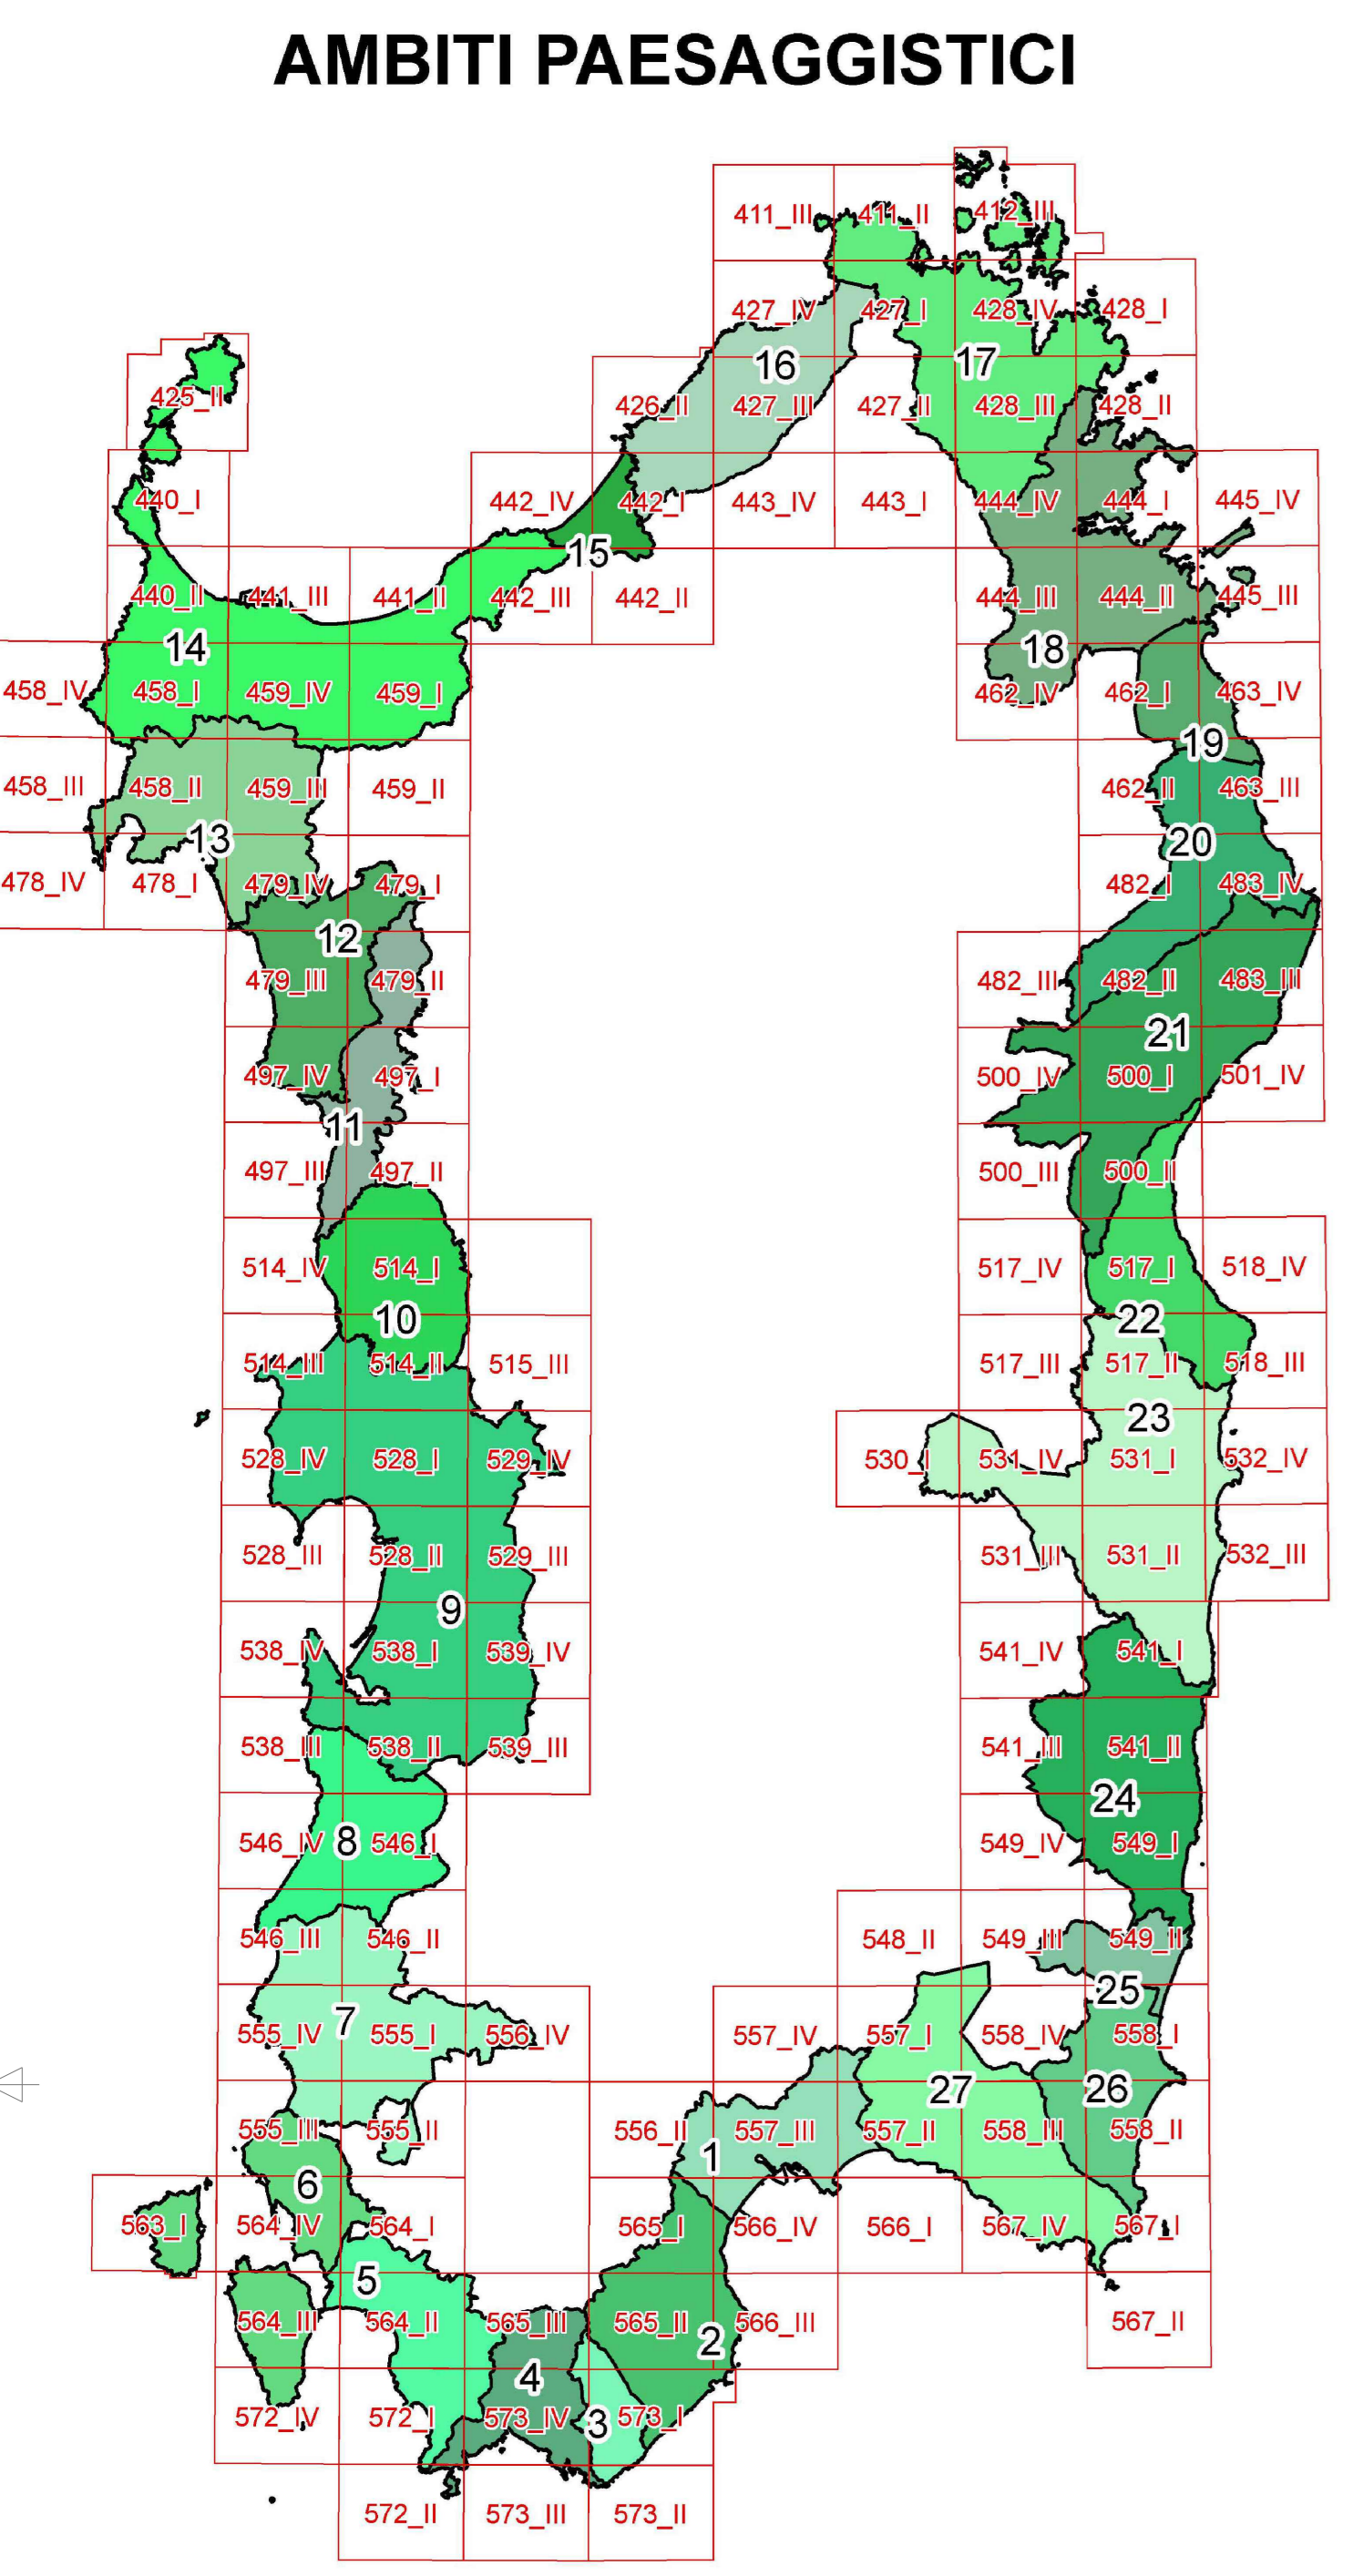 AMBITI PAESAGGISTICI
411_III 411_II 412_III
427_IV 427_I 428_IV 428_I
16 17
425_II 426_II 427_III 427_II 428_III 428_II
440_I 442_IV 442_I 443_IV 443_I 444_IV 444_I 445_IV
15
440_II 441_III 441_II 442_III 442_II 444_III 444_II 445_III
14 18
458_IV 458_I 459_IV 459_I 462_IV 462_I 463_IV
19
458_III 458_II 459_III 459_II 462_II 463_III
13 20
478_IV 478_I 479_IV 479_I 482_I 483_IV
12
479_III 479_II 482_III 482_II 483_III
21
497_IV 497_I 500_IV 500_I 501_IV
11
497_III 497_II 500_III 500_II
514_IV 514_I 517_IV 517_I 518_IV
10 22
514_III 514_II 515_III 517_III 517_II 518_III
23
528_IV 528_I 529_IV 530_I 531_IV 531_I 532_IV
528_III 528_II 529_III 531_III 531_II 532_III
9
538_IV 538_I 539_IV 541_IV 541_I
538_III 538_II 539_III 541_III 541_II
24
546_IV 8 546_I 549_IV 549_I
546_III 546_II 548_II 549_III 549_II
25
7
555_IV 555_I 556_IV 557_IV 557_I 558_IV 558_I
27 26
555_III 555_II 556_II 557_III 557_II 558_III 558_II
1
6
563_I 564_IV 564_I 565_I 566_IV 566_I 567_IV 567_I
5
564_III 564_II 565_III 565_II 566_III 567_II
2
4
572_IV 572_I 573_IV 3 573_I
572_II 573_III 573_II